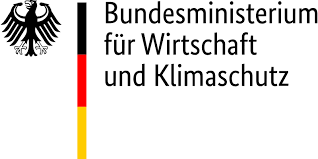 Bundesministerium
für Wirtschaft
und Klimaschutz